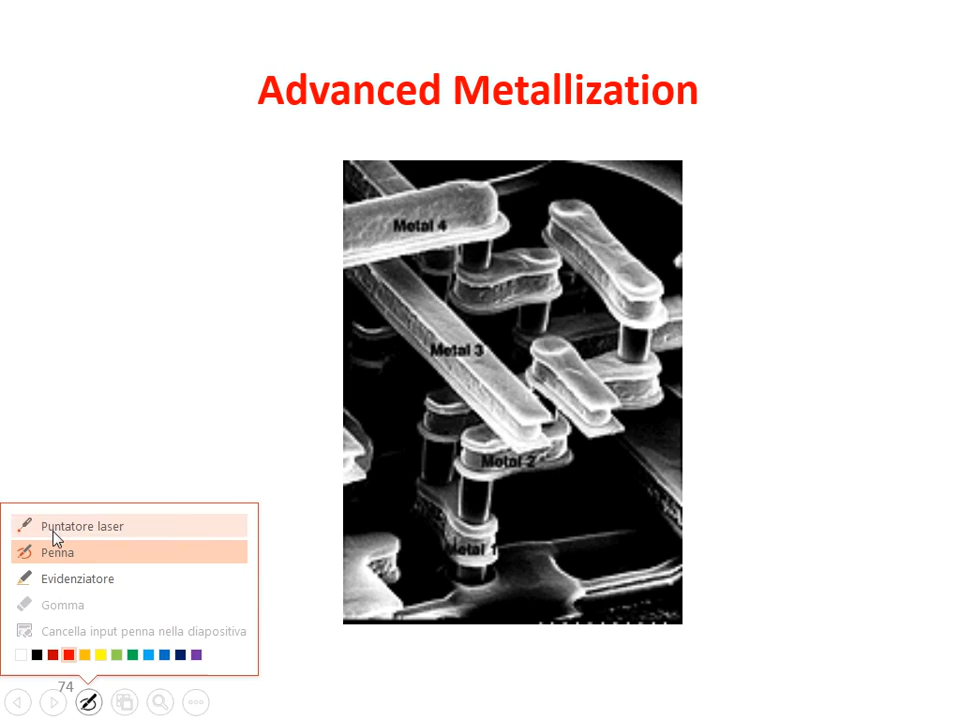 Advanced Metallization
Metal 4
Metal 3
Metal 2
Metal 1
Puntatore laser
Penna
Evidenziatore
Gomma
Cancella input penna nella diapositiva
74